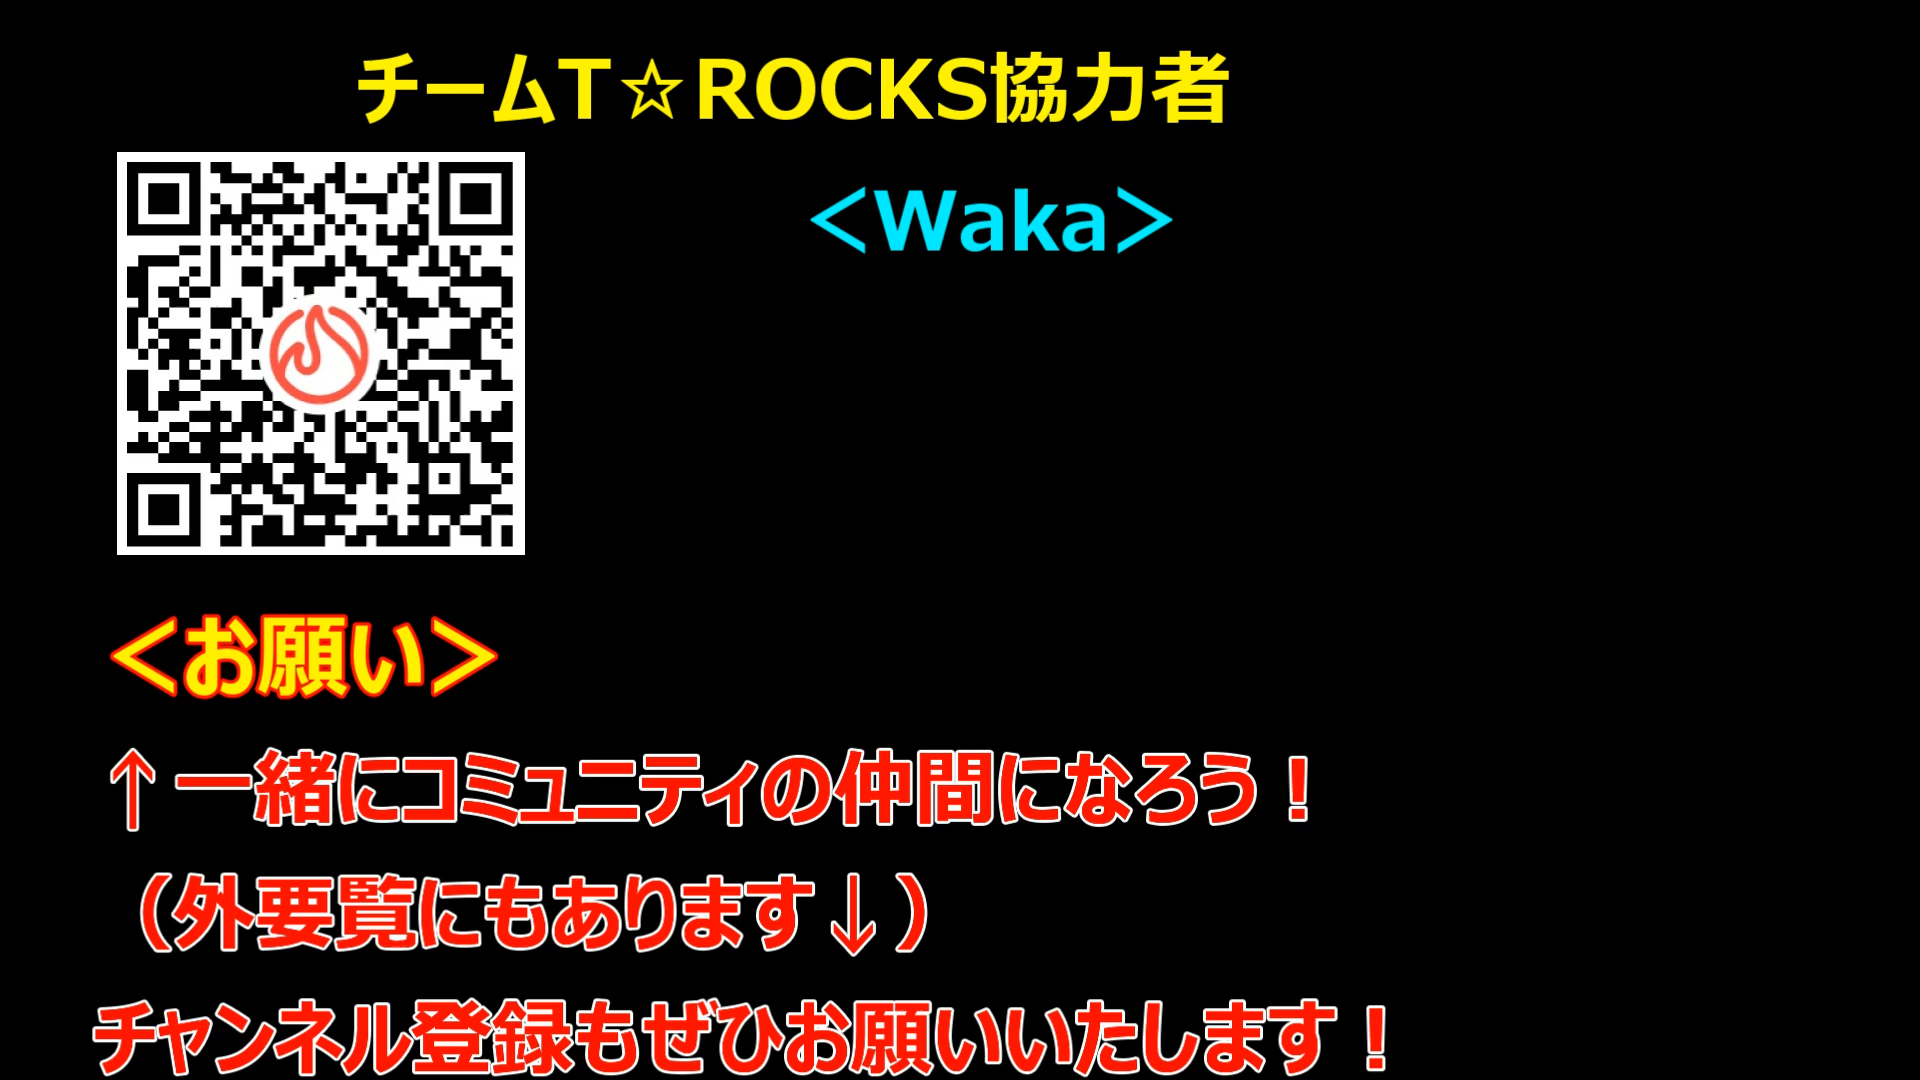 チームT☆ROCKS協力者
＜Waka＞
＜お願い＞
↑一緒にコミュニティの仲間になろう！
（外要覧にもあります↓）
チャンネル登録もぜひお願いいたします！